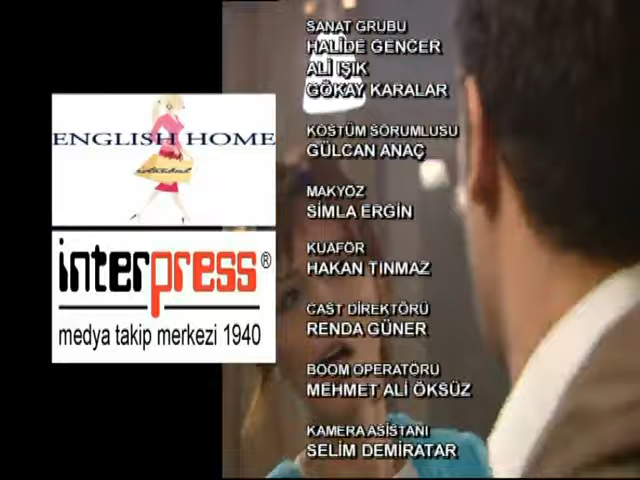 SANAT GRUBU
HALİDE GENCER
ALİ IŞIK
GÖKAY KARALAR
KOSTÜM SORUMLUSU
GÜLCAN ANAÇ
MAKYÖZ
SİMLA ERGİN
KUAFÖR
HAKAN TINMAZ
CAST DİREKTÖRÜ
RENDA GÜNER
BOOM OPERATÖRÜ
MEHMET ALİ ÖKSÜZ
KAMERA ASİSTANI
SELİM DEMİRATAR
ENGLISH HOME
istanbul
interpress®
medya takip merkezi 1940